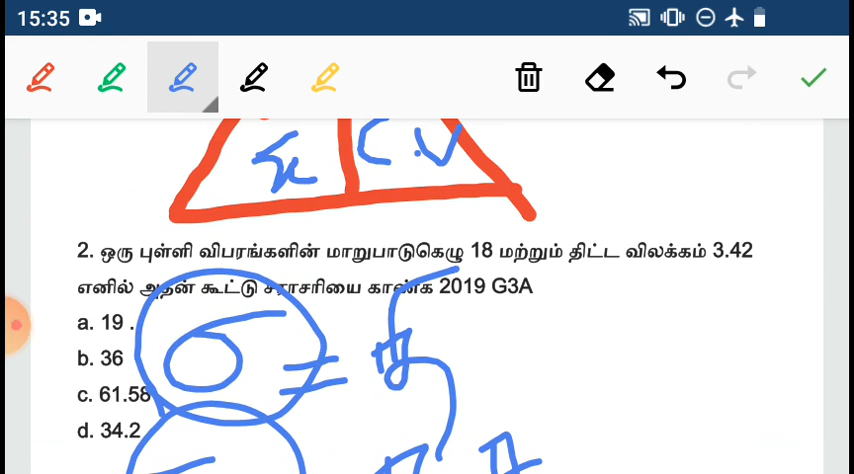 15:35
x̄ C.V
2. ஒரு புள்ளி விபரங்களின் மாறுபாடுகெழு 18 மற்றும் திட்ட விலக்கம் 3.42
எனில் அதன் கூட்டு சராசரியை காண்க 2019 G3A
a. 19 .
b. 36
c. 61.58
d. 34.2
σ =